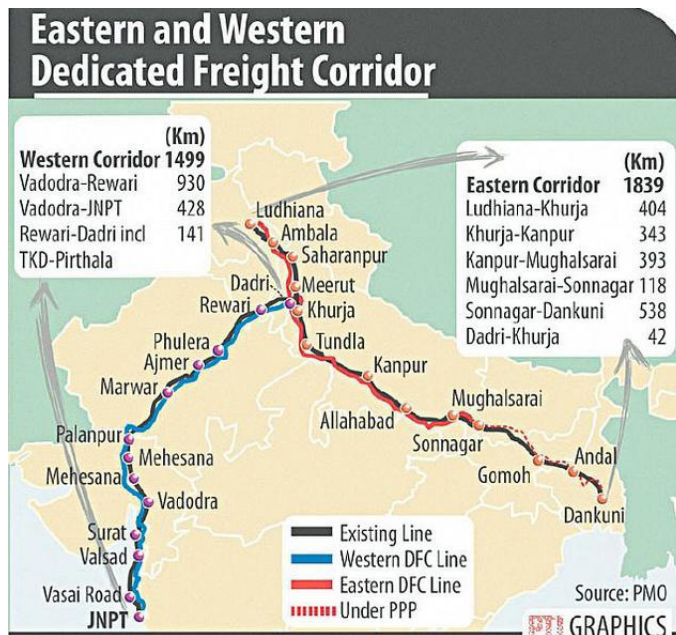 Eastern and Western
Dedicated Freight Corridor
(Km)
Western Corridor 1499
Vadodra-Rewari 930
Vadodra-JNPT 428
Rewari-Dadri incl 141
TKD-Pirthala
(Km)
Eastern Corridor 1839
Ludhiana-Khurja 404
Khurja-Kanpur 343
Kanpur-Mughalsarai 393
Mughalsarai-Sonnagar 118
Sonnagar-Dankuni 538
Dadri-Khurja 42
Ludhiana
Ambala
Saharanpur
Dadri
Meerut
Rewari
Khurja
Phulera
Tundla
Ajmer
Kanpur
Marwar
Allahabad
Mughalsarai
Palanpur
Sonnagar
Mehesana
Gomoh
Andal
Mehesana
Vadodra
Dankuni
Surat
Existing Line
Valsad
Western DFC Line
Eastern DFC Line
Vasai Road
Under PPP
Source: PMO
JNPT
GRAPHICS